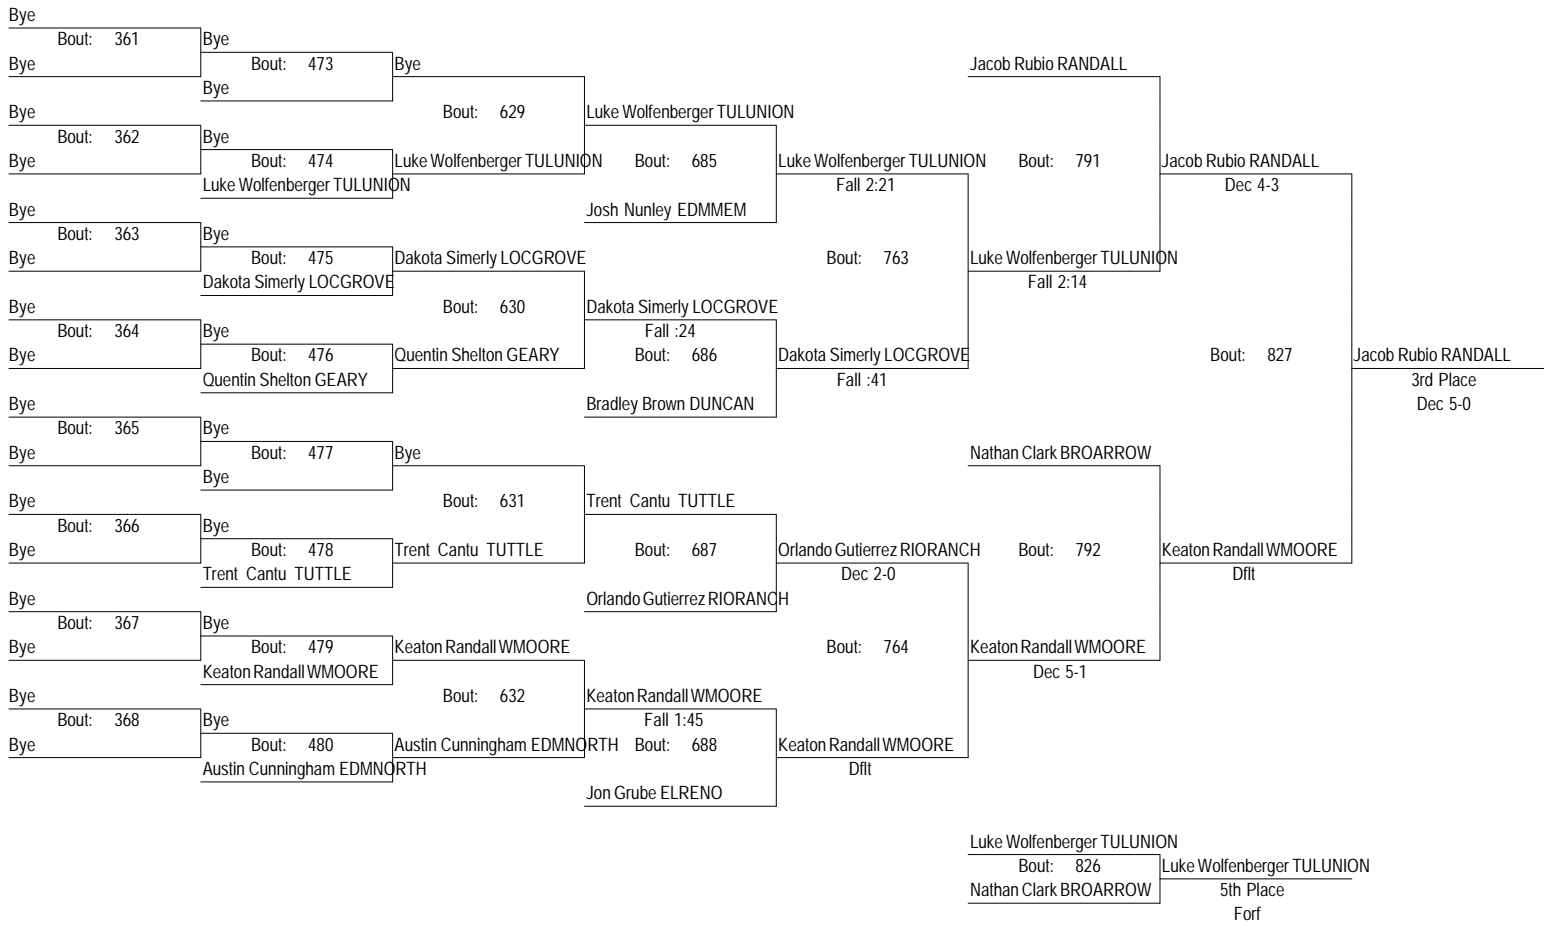 Bye
Bout: 361
Bye
Bye
Bout: 473
Bye
Bye
Bye
Bout: 362
Bye
Bye
Bout: 474
Luke Wolfenberger TULUNION
Bout: 629
Luke Wolfenberger TULUNION
Luke Wolfenberger TULUNION
Bout: 685
Josh Nunley EDMMEM
Luke Wolfenberger TULUNION
Fall 2:21
Bye
Bout: 363
Bye
Bye
Bout: 475
Dakota Simerly LOCGROVE
Dakota Simerly LOCGROVE
Bye
Bout: 364
Bye
Bye
Bout: 476
Quentin Shelton GEARY
Bout: 630
Quentin Shelton GEARY
Dakota Simerly LOCGROVE
Fall :24
Bout: 686
Bradley Brown DUNCAN
Dakota Simerly LOCGROVE
Fall :41
Bout: 763
Jacob Rubio RANDALL
Bout: 791
Luke Wolfenberger TULUNION
Fall 2:14
Jacob Rubio RANDALL
Dec 4-3
Bye
Bout: 365
Bye
Bye
Bout: 477
Bye
Bye
Bye
Bout: 366
Bye
Bye
Bout: 478
Trent Cantu TUTTLE
Bout: 631
Trent Cantu TUTTLE
Trent Cantu TUTTLE
Bout: 687
Orlando Gutierrez RIORANCH
Orlando Gutierrez RIORANCH
Dec 2-0
Bye
Bout: 367
Bye
Bye
Bout: 479
Keaton Randall WMOORE
Keaton Randall WMOORE
Bye
Bout: 368
Bye
Bye
Bout: 480
Austin Cunningham EDMNORTH
Bout: 632
Austin Cunningham EDMNORTH
Keaton Randall WMOORE
Fall 1:45
Bout: 688
Jon Grube ELRENO
Keaton Randall WMOORE
Dflt
Bout: 764
Nathan Clark BROARROW
Bout: 792
Keaton Randall WMOORE
Dec 5-1
Keaton Randall WMOORE
Dflt
Bout: 827
Jacob Rubio RANDALL
3rd Place
Dec 5-0
Luke Wolfenberger TULUNION
Bout: 826
Nathan Clark BROARROW
Luke Wolfenberger TULUNION
5th Place
Forf